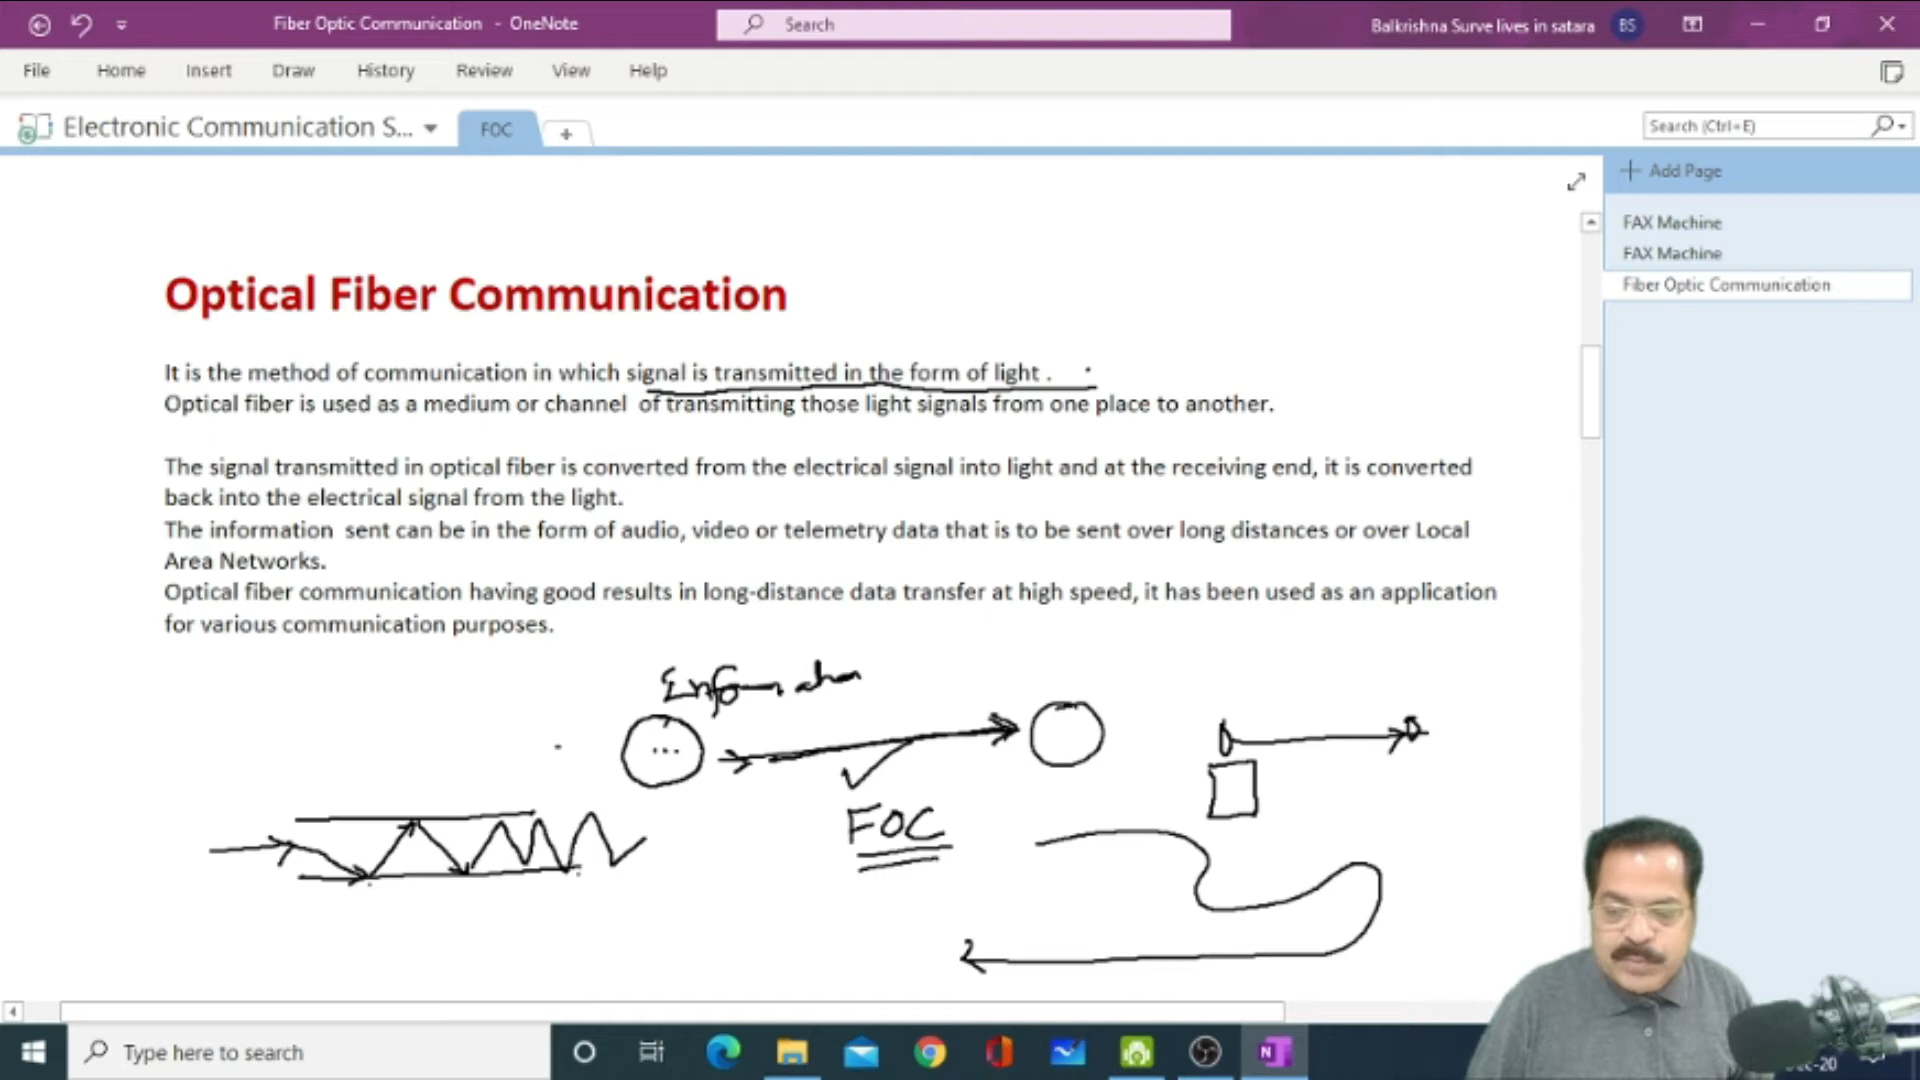 Fiber Optic Communication - OneNote
Search
Balkrishna Surve lives in satara
BS
File
Home
Insert
Draw
History
Review
View
Help
Electronic Communication S...
FOC
Search (Ctrl+E)
Add Page
FAX Machine
FAX Machine
Fiber Optic Communication
Optical Fiber Communication
It is the method of communication in which signal is transmitted in the form of light .
Optical fiber is used as a medium or channel of transmitting those light signals from one place to another.
The signal transmitted in optical fiber is converted from the electrical signal into light and at the receiving end, it is converted
back into the electrical signal from the light.
The information sent can be in the form of audio, video or telemetry data that is to be sent over long distances or over Local
Area Networks.
Optical fiber communication having good results in long-distance data transfer at high speed, it has been used as an application
for various communication purposes.
FOC
Type here to search